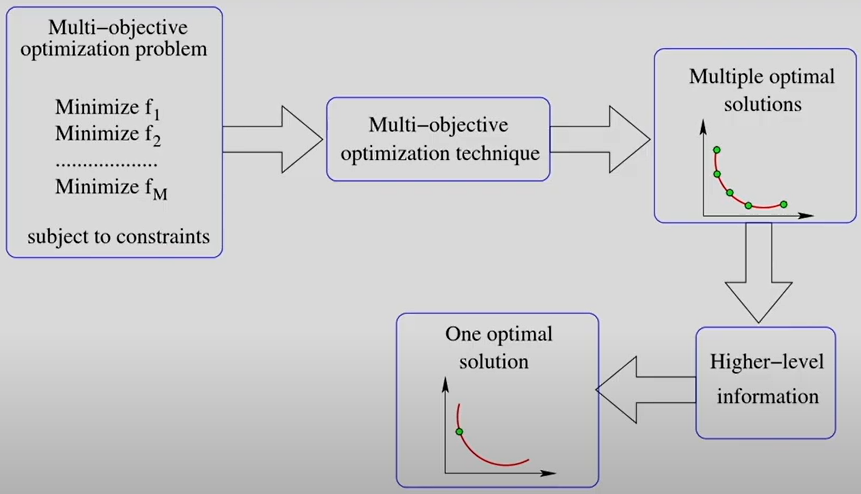 Multi−objective
optimization problem
Minimize f1
Minimize f2
...................
Minimize fM
subject to constraints
Multi−objective
optimization technique
Multiple optimal
solutions
Higher−level
information
One optimal
solution